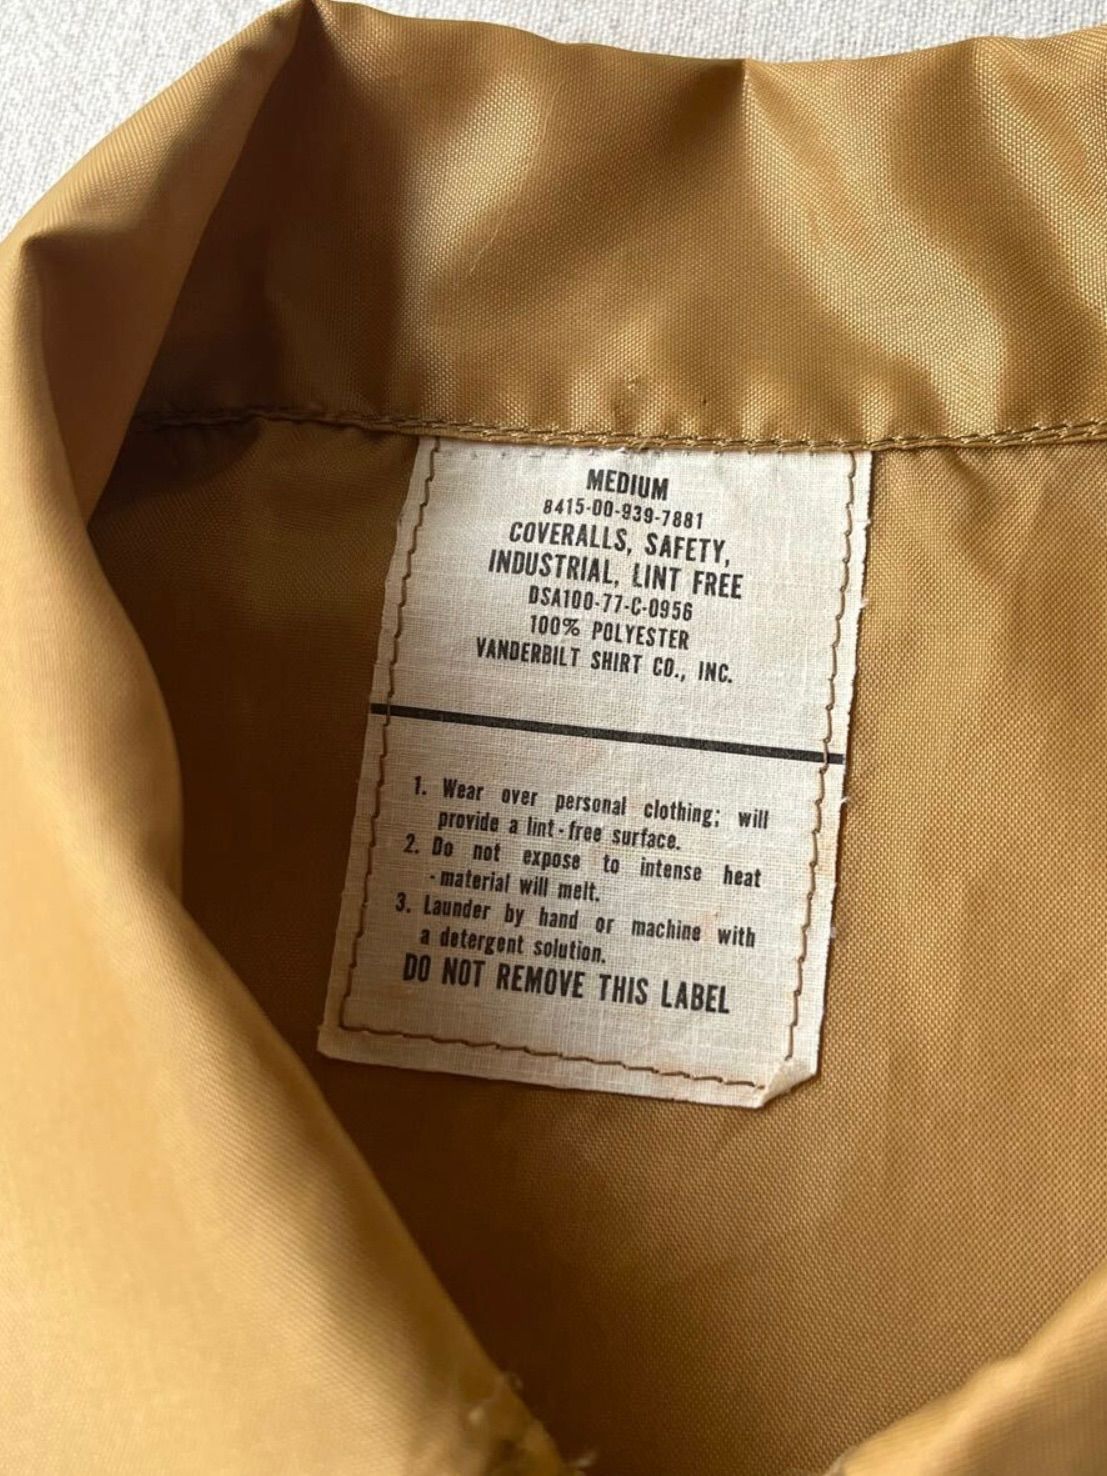 MEDIUM
8415-00-939-7881
COVERALLS, SAFETY,
INDUSTRIAL, LINT FREE
DSA100-77-C-0956
100% POLYESTER
VANDERBILT SHIRT CO., INC.
1. Wear over personal clothing; will
provide a lint-free surface.
2. Do not expose to intense heat
-material will melt.
3. Launder by hand or machine with
a detergent solution.
DO NOT REMOVE THIS LABEL